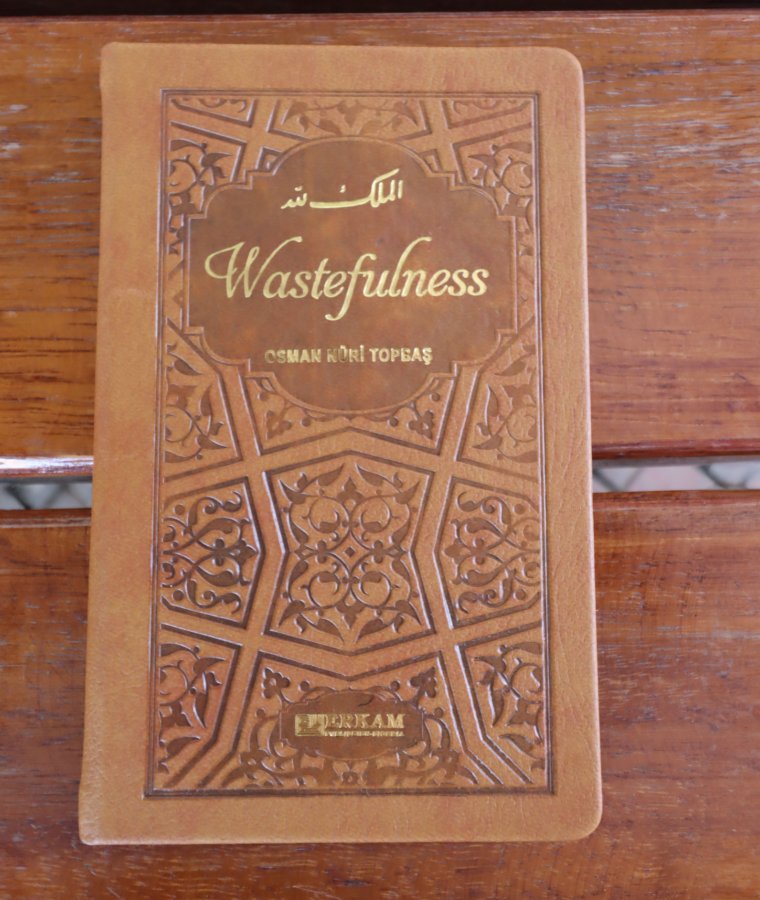 الملك لله
Wastefulness
OSMAN NÛRİ TOPBAŞ
ERKAM